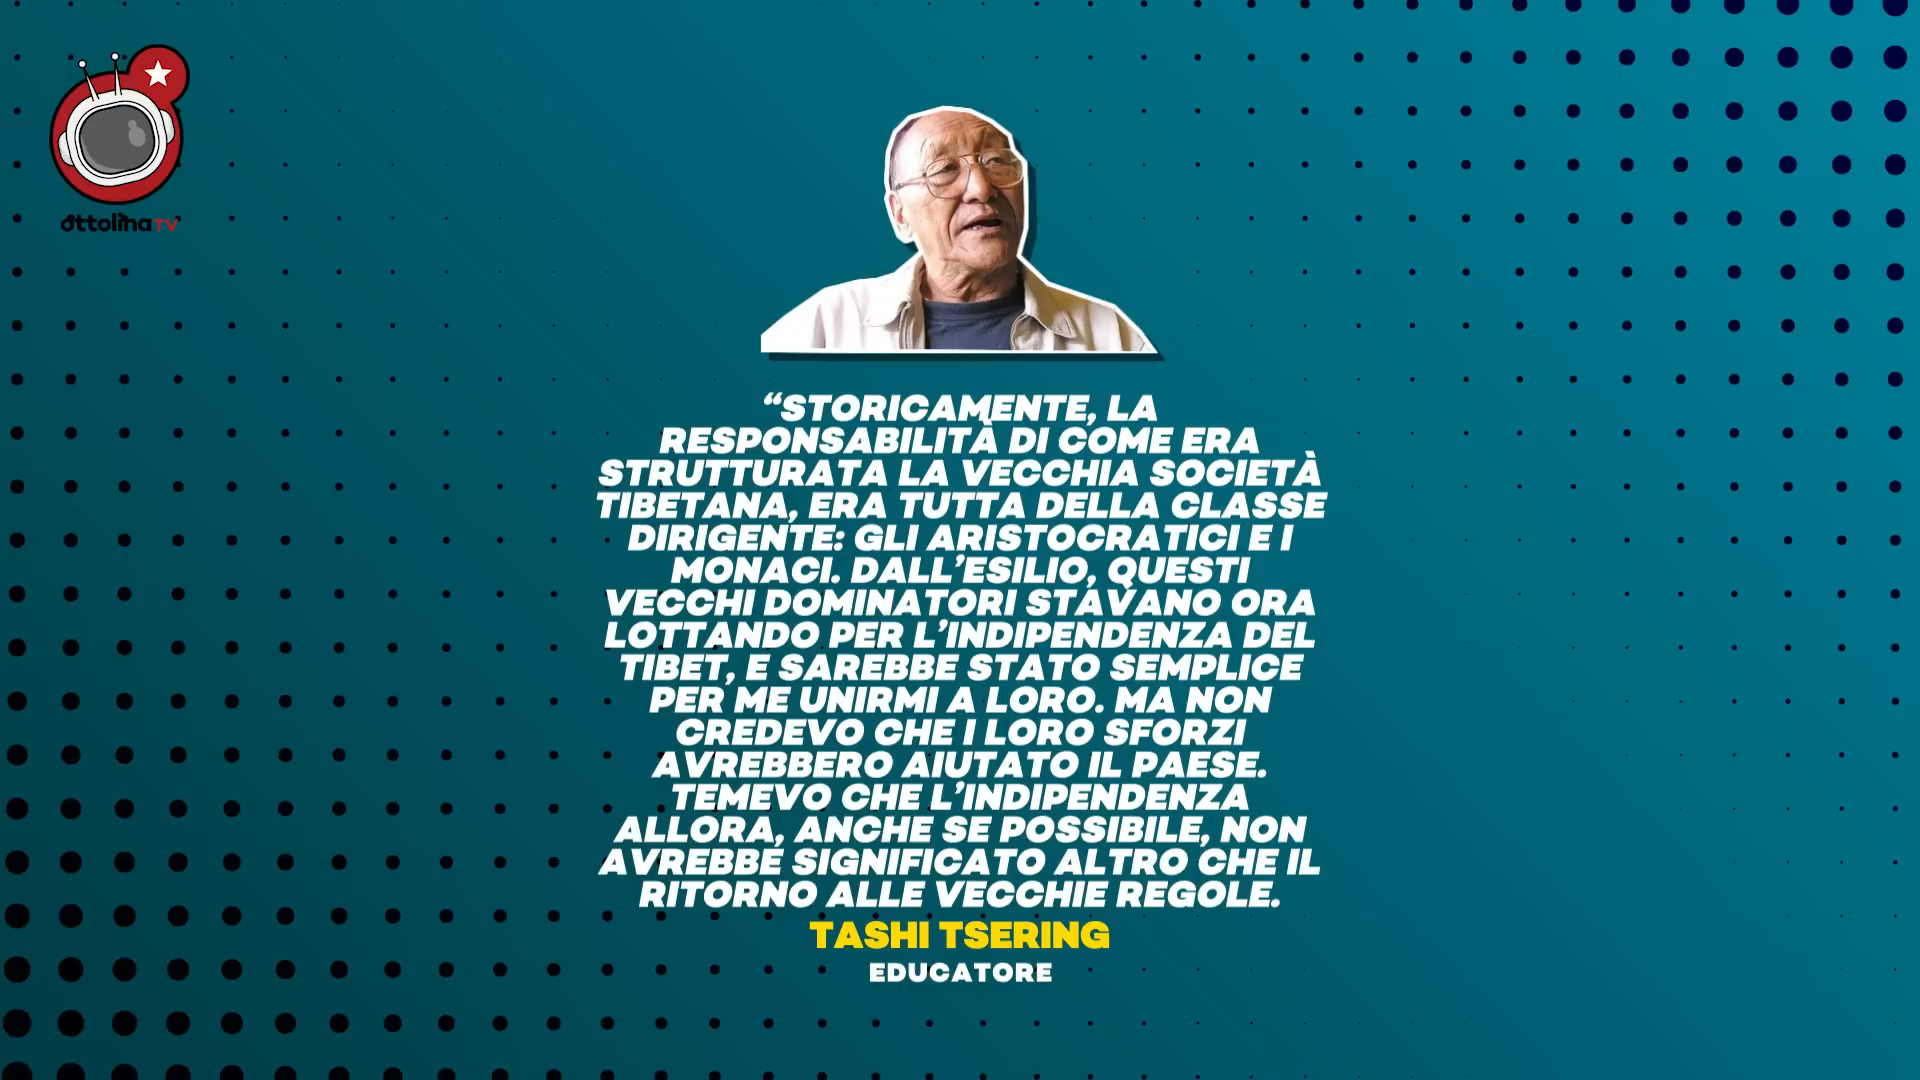 OttolinaTV
“STORICAMENTE, LA
RESPONSABILITÀ DI COME ERA
STRUTTURATA LA VECCHIA SOCIETÀ
TIBETANA, ERA TUTTA DELLA CLASSE
DIRIGENTE: GLI ARISTOCRATICI E I
MONACI. DALL’ESILIO, QUESTI
VECCHI DOMINATORI STAVANO ORA
LOTTANDO PER L’INDIPENDENZA DEL
TIBET, E SAREBBE STATO SEMPLICE
PER ME UNIRMI A LORO. MA NON
CREDEVO CHE I LORO SFORZI
AVREBBERO AIUTATO IL PAESE.
TEMEVO CHE L’INDIPENDENZA
ALLORA, ANCHE SE POSSIBILE, NON
AVREBBE SIGNIFICATO ALTRO CHE IL
RITORNO ALLE VECCHIE REGOLE.
TASHI TSERING
EDUCATORE